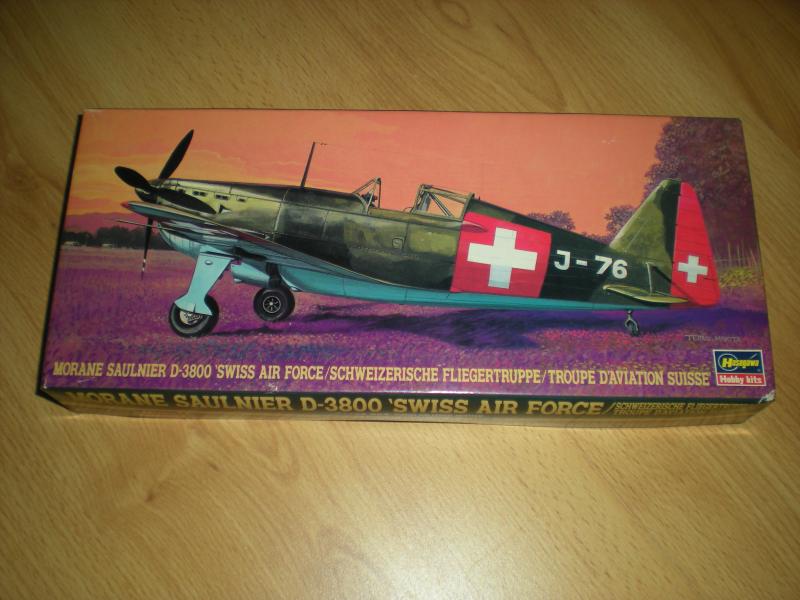 J-76
MORANE SAULNIER D-3800 'SWISS AIR FORCE/SCHWEIZERISCHE FLIEGERTRUPPE/TROUPE D'AVIATION SUISSE
Hasegawa
Hobby kits
MORANE SAULNIER D-3800 'SWISS AIR FORCE/